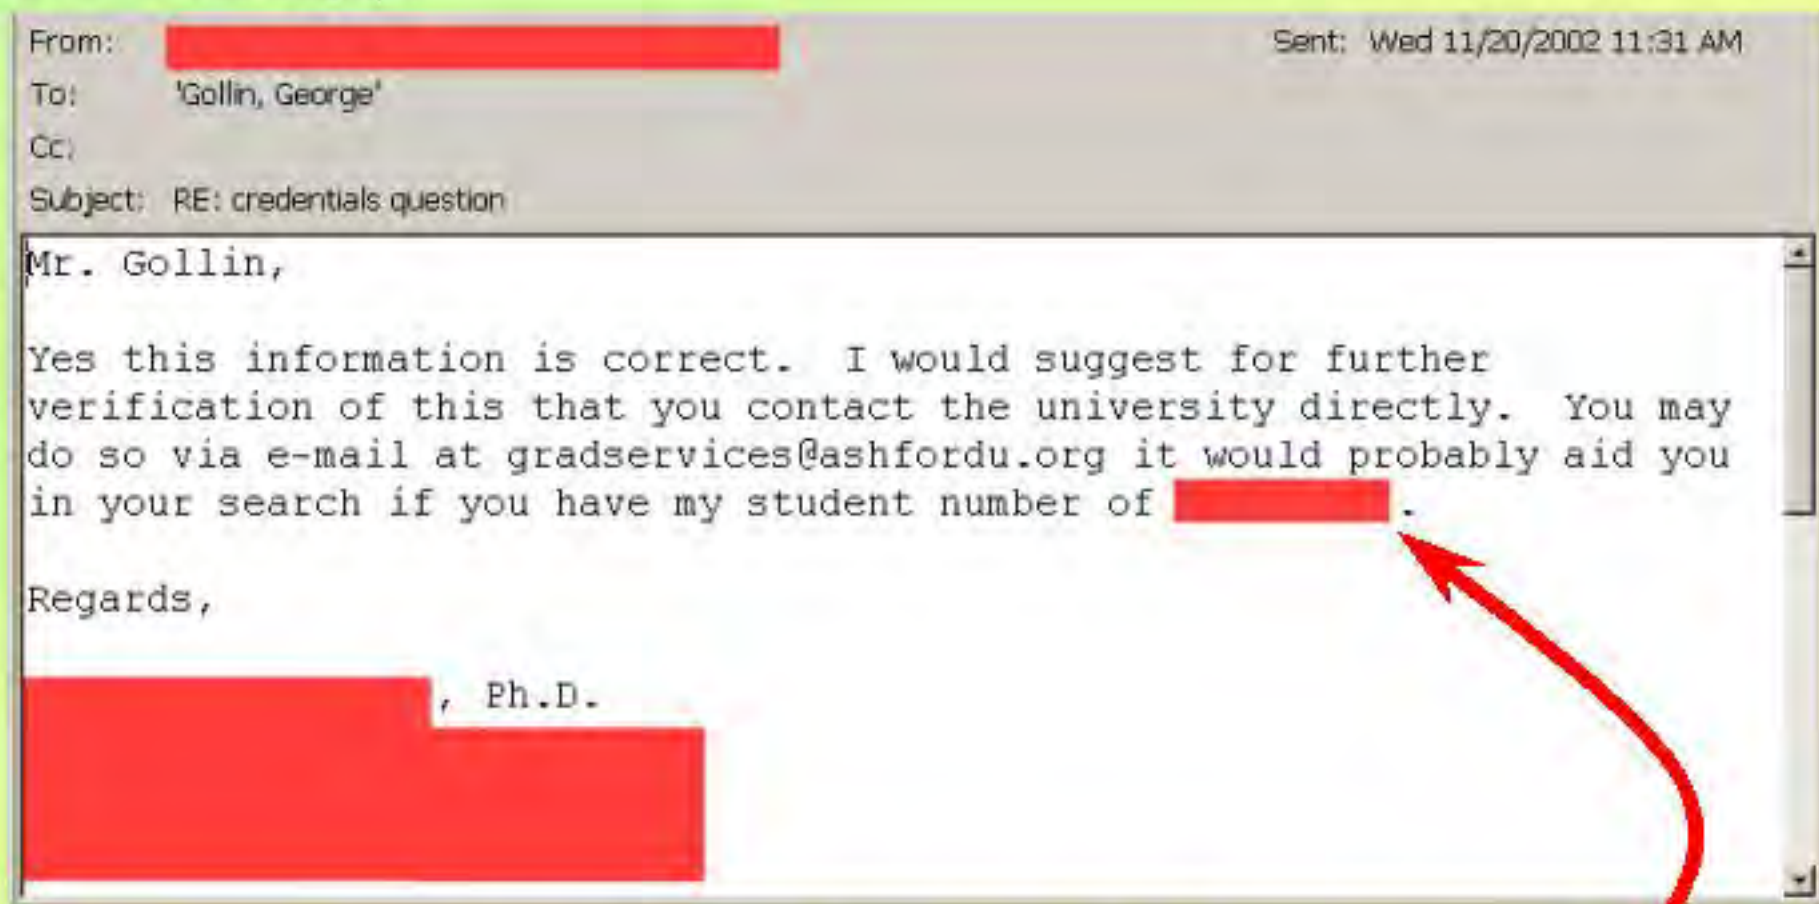 From:
Sent: Wed 11/20/2002 11:31 AM
To: 'Gollin, George'
Cc:
Subject: RE: credentials question
Mr. Gollin,
Yes this information is correct.  I would suggest for further
verification of this that you contact the university directly.  You may
do so via e-mail at gradservices@ashfordu.org it would probably aid you
in your search if you have my student number of .
Regards,
, Ph.D.